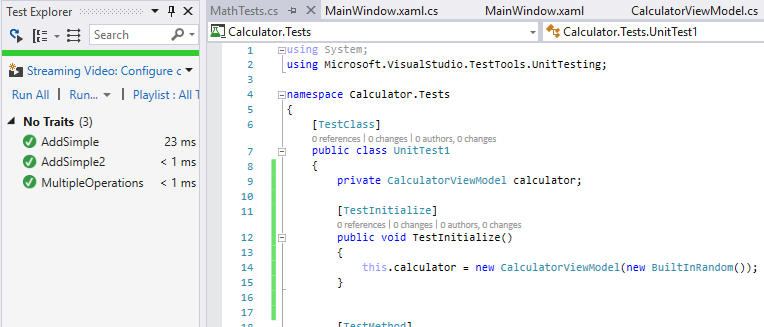 Test Explorer
Search
Streaming Video: Configure c
Run All | Run... | Playlist : All T
No Traits (3)
AddSimple 23 ms
AddSimple2 < 1 ms
MultipleOperations < 1 ms
MathTests.cs MainWindow.xaml.cs MainWindow.xaml CalculatorViewModel.cs
Calculator.Tests Calculator.Tests.UnitTest1
1 using System;
2 using Microsoft.VisualStudio.TestTools.UnitTesting;
3
4 namespace Calculator.Tests
5 {
6 [TestClass]
0 references | 0 changes | 0 authors, 0 changes
7 public class UnitTest1
8 {
9 private CalculatorViewModel calculator;
10
11 [TestInitialize]
0 references | 0 changes | 0 authors, 0 changes
12 public void TestInitialize()
13 {
14 this.calculator = new CalculatorViewModel(new BuiltInRandom());
15 }
16
17
18 [TestMethod]